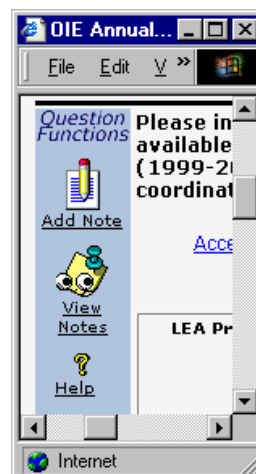 OIE Annual...
File Edit V »
Question
Functions
Add Note
View
Notes
Help
Please in
available
(1999-2
coordinat
Acce
LEA Pr
Internet